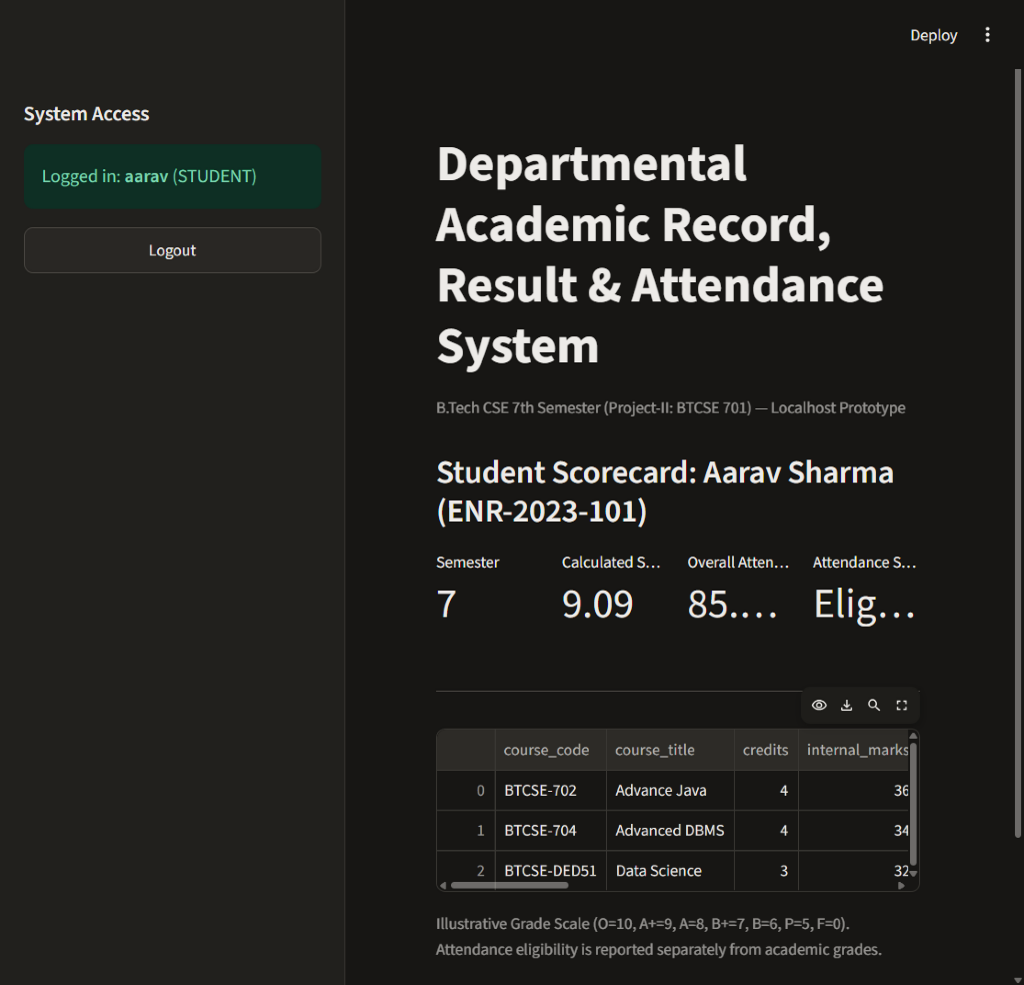 Deploy
System Access
Logged in: aarav (STUDENT)
Logout
Departmental
Academic Record,
Result & Attendance
System
B.Tech CSE 7th Semester (Project-II: BTCSE 701) — Localhost Prototype
Student Scorecard: Aarav Sharma
(ENR-2023-101)
Semester Calculated S... Overall Atten... Attendance S...
7 9.09 85.... Elig...
course_code course_title credits internal_marks
0 BTCSE-702 Advance Java 4 36
1 BTCSE-704 Advanced DBMS 4 34
2 BTCSE-DED51 Data Science 3 32
Illustrative Grade Scale (O=10, A+=9, A=8, B+=7, B=6, P=5, F=0).
Attendance eligibility is reported separately from academic grades.